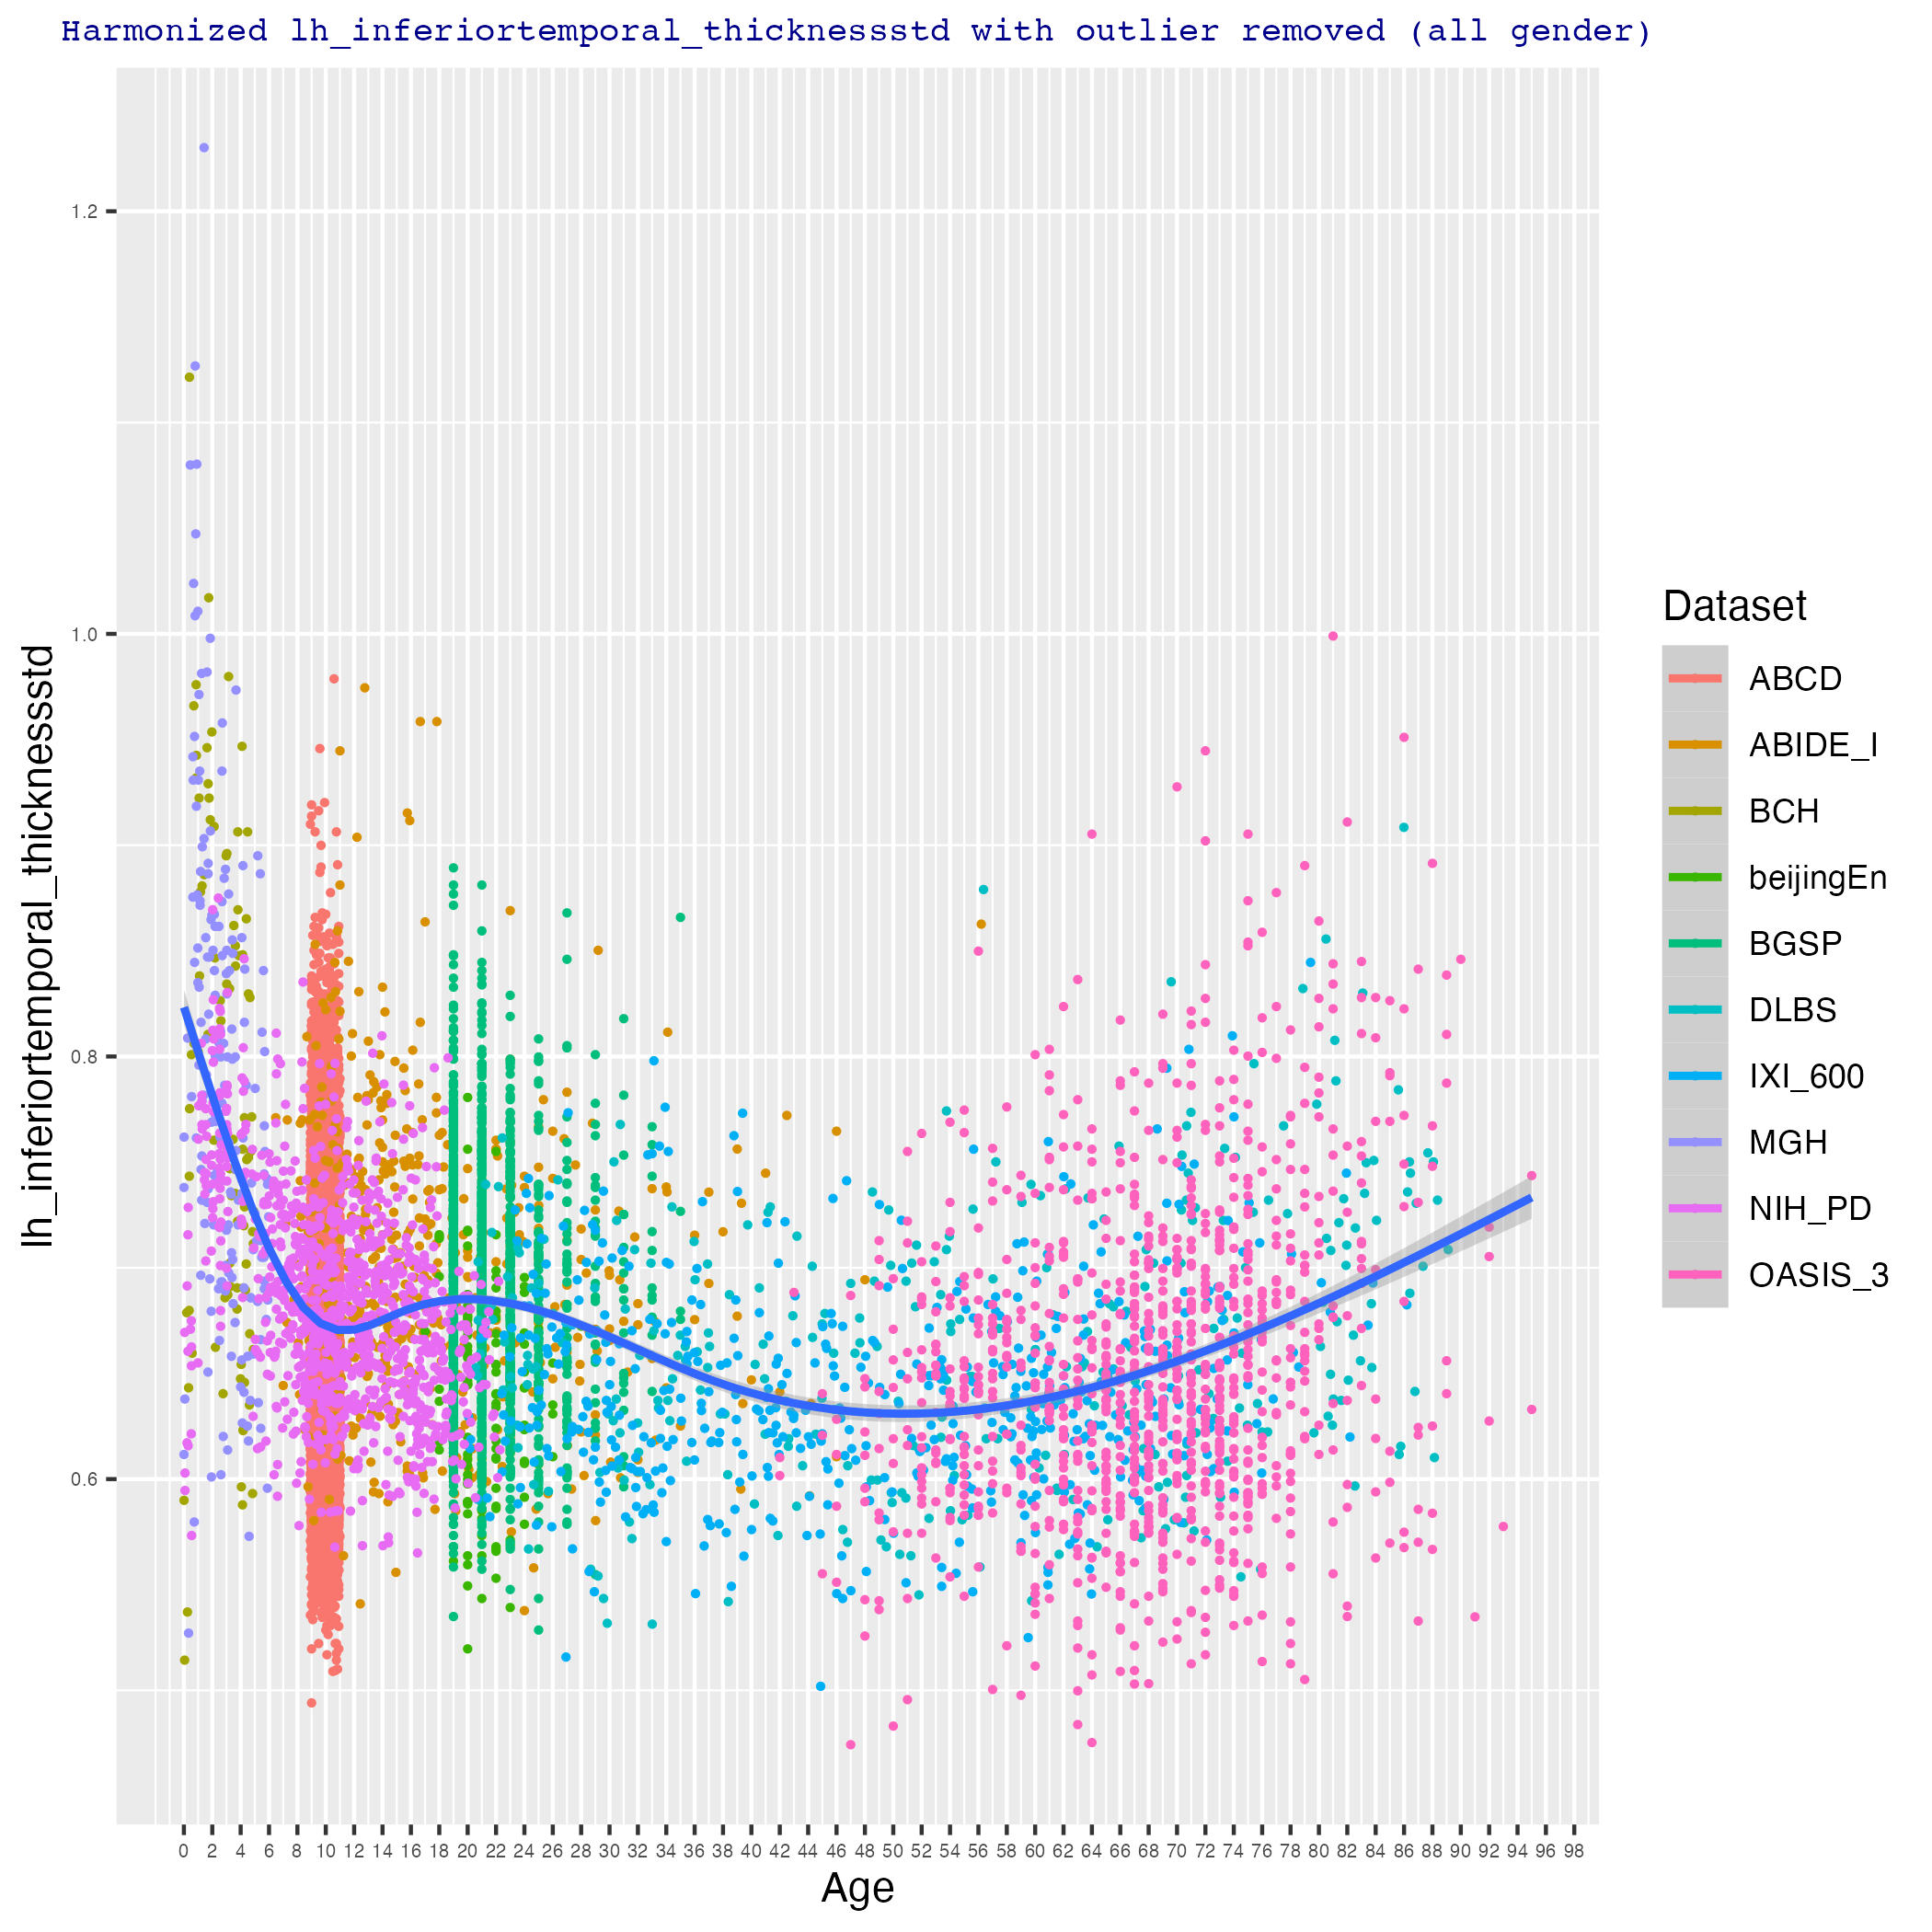 Harmonized lh_inferiortemporal_thicknessstd with outlier removed (all gender)
lh_inferiortemporal_thicknessstd
1.2
1.0
0.8
0.6
0 2 4 6 8 10 12 14 16 18 20 22 24 26 28 30 32 34 36 38 40 42 44 46 48 50 52 54 56 58 60 62 64 66 68 70 72 74 76 78 80 82 84 86 88 90 92 94 96 98
Age
Dataset
ABCD
ABIDE_I
BCH
beijingEn
BGSP
DLBS
IXI_600
MGH
NIH_PD
OASIS_3